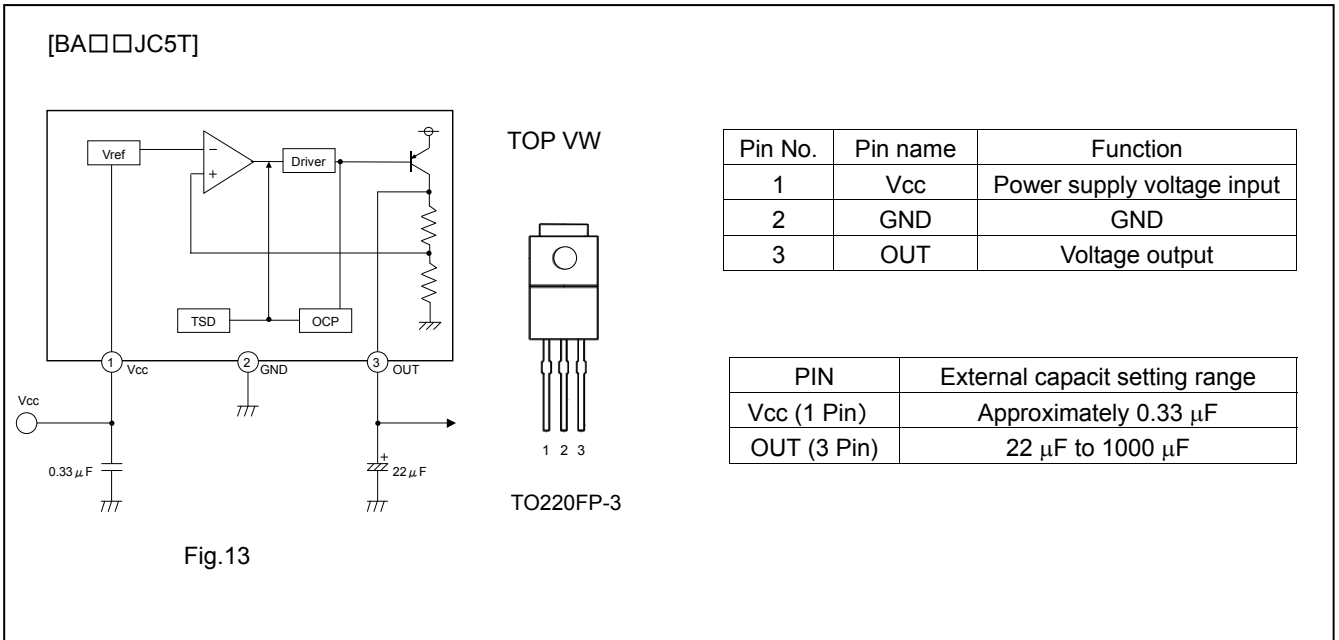 [BA□□JC5T]
Vref
−
+
Driver
TSD
OCP
1
Vcc
2
GND
3
OUT
Vcc
0.33 μ F
+
22 μ F
Fig.13
TOP VW
1 2 3
TO220FP-3
Pin No. Pin name Function
1 Vcc Power supply voltage input
2 GND GND
3 OUT Voltage output
PIN External capacit setting range
Vcc (1 Pin） Approximately 0.33 μF
OUT (3 Pin) 22 μF to 1000 μF